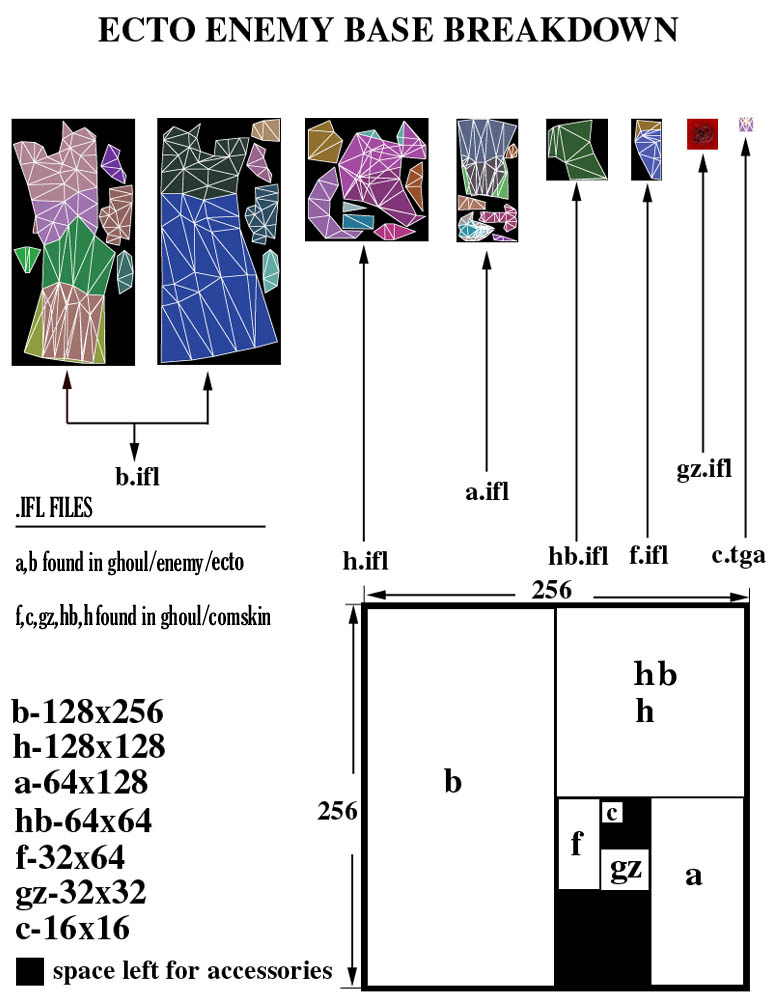 ECTO ENEMY BASE BREAKDOWN
b.ifl
a.ifl
gz.ifl
h.ifl
hb.ifl
f.ifl
c.tga
.IFL FILES
a,b found in ghoul/enemy/ecto
f,c,gz,hb,h found in ghoul/comskin
b-128x256
h-128x128
a-64x128
hb-64x64
f-32x64
gz-32x32
c-16x16
space left for accessories
256
256
b
hb
h
f
c
gz
a